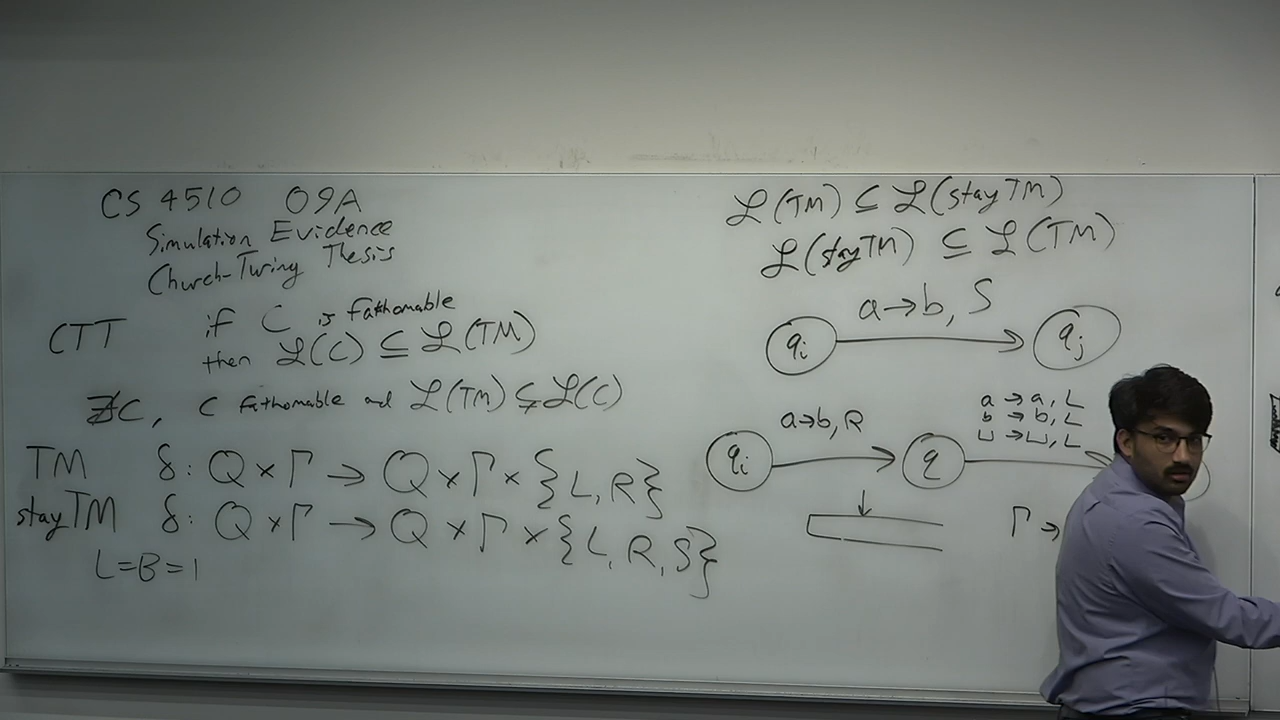 CS 4510 09A
Simulation Evidence
Church-Turing Thesis
CTT if C is fathomable
then ℒ(C) ⊆ ℒ(TM)
∄C, C fathomable and ℒ(TM) ⊊ ℒ(C)
TM δ: Q × Γ → Q × Γ × {L, R}
stayTM δ: Q × Γ → Q × Γ × {L, R, S}
L=B=1
ℒ(TM) ⊆ ℒ(stayTM)
ℒ(stayTM) ⊆ ℒ(TM)
a→b, S
qi qj
a→b, R
a→a, L
b→b, L
⊔→⊔, L
qi q
Γ→